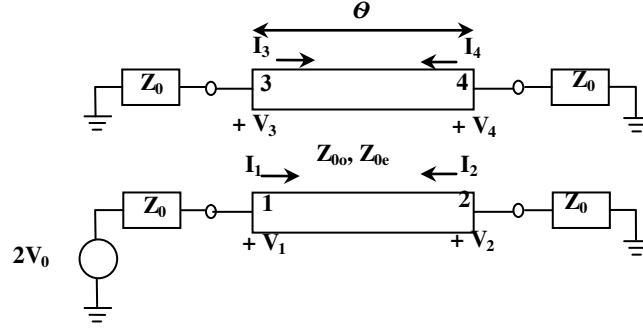 θ
I₃ I₄
Z₀ 3 4 Z₀
+ V₃ + V₄
I₁ Z₀ₒ, Z₀ₑ I₂
Z₀ 1 2 Z₀
+ V₁ + V₂
2V₀